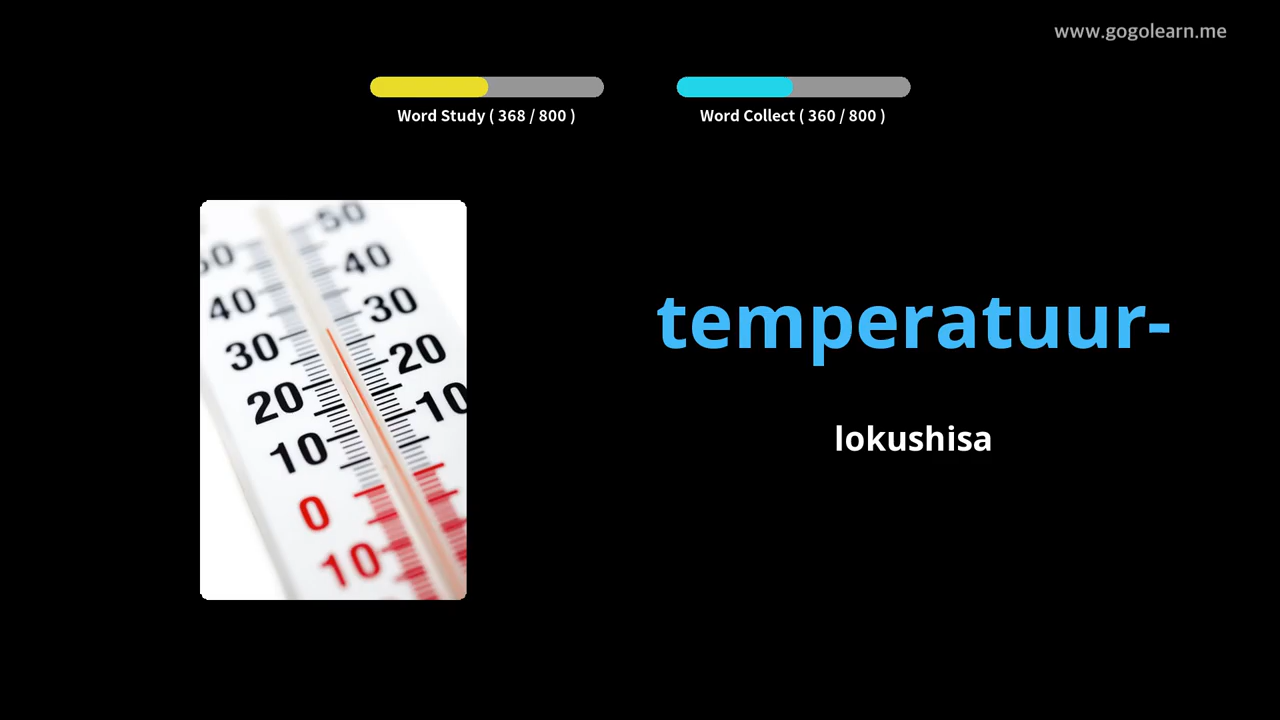 www.gogolearn.me
Word Study ( 368 / 800 )
Word Collect ( 360 / 800 )
50
50
40
40
30
30
20
20
10
10
0
10
temperatuur-
lokushisa